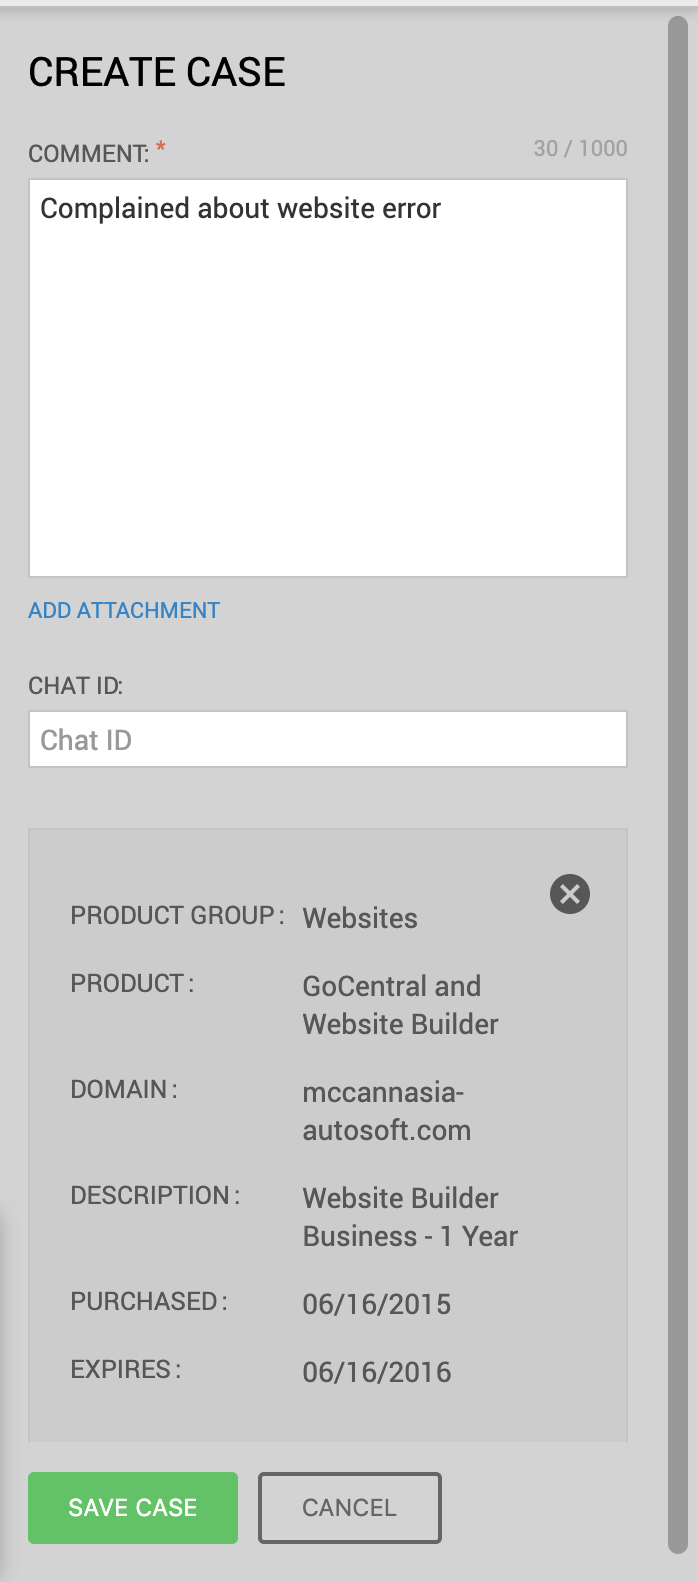 CREATE CASE
COMMENT: *
30 / 1000
Complained about website error
ADD ATTACHMENT
CHAT ID:
Chat ID
PRODUCT GROUP : Websites
PRODUCT : GoCentral and
Website Builder
DOMAIN : mccannasia-
autosoft.com
DESCRIPTION : Website Builder
Business - 1 Year
PURCHASED : 06/16/2015
EXPIRES : 06/16/2016
SAVE CASE
CANCEL